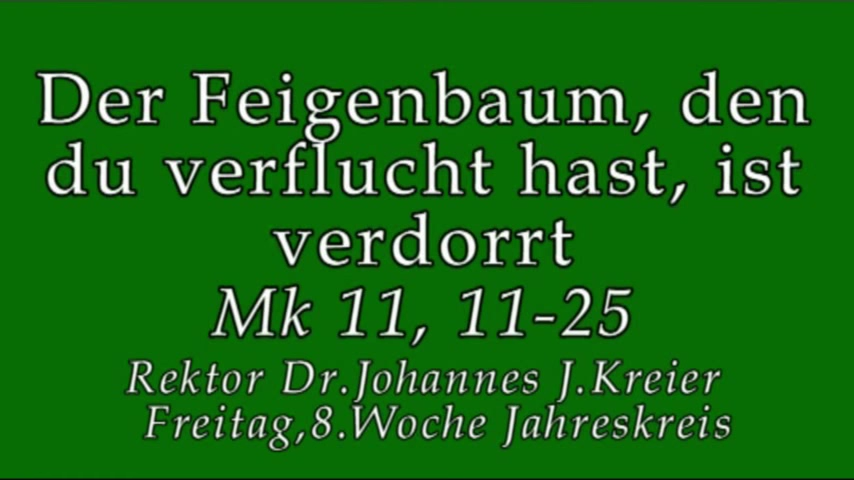 Der Feigenbaum, den
du verflucht hast, ist
verdorrt
Mk 11, 11-25
Rektor Dr.Johannes J.Kreier
Freitag,8.Woche Jahreskreis